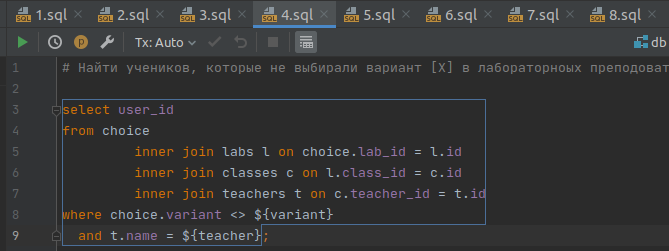 1.sql 2.sql 3.sql 4.sql 5.sql 6.sql 7.sql 8.sql
Tx: Auto db
1 # Найти учеников, которые не выбирали вариант [X] в лабораторноых преподоват
2
3 select user_id
4 from choice
5 inner join labs l on choice.lab_id = l.id
6 inner join classes c on l.class_id = c.id
7 inner join teachers t on c.teacher_id = t.id
8 where choice.variant <> ${variant}
9 and t.name = ${teacher};